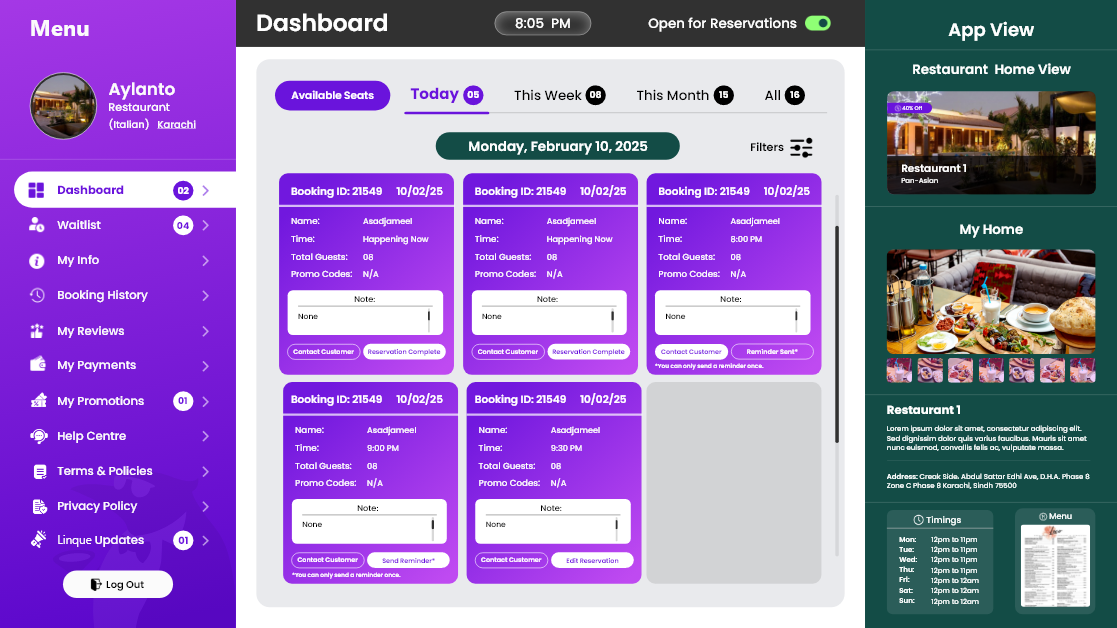 Menu
Aylanto
Restaurant
(Italian) Karachi
Dashboard 02
Waitlist 04
My Info
Booking History
My Reviews
My Payments
My Promotions 01
Help Centre
Terms & Policies
Privacy Policy
Linque Updates 01
Log Out
Dashboard
8:05 PM
Open for Reservations
Available Seats
Today 05
This Week 08
This Month 15
All 16
Monday, February 10, 2025
Filters
Booking ID: 21549 10/02/25
Name: Asadjameel
Time: Happening Now
Total Guests: 08
Promo Codes: N/A
Note:
None
Contact Customer
Reservation Complete
Booking ID: 21549 10/02/25
Name: Asadjameel
Time: Happening Now
Total Guests: 08
Promo Codes: N/A
Note:
None
Contact Customer
Reservation Complete
Booking ID: 21549 10/02/25
Name: Asadjameel
Time: 8:00 PM
Total Guests: 08
Promo Codes: N/A
Note:
None
Contact Customer
Reminder Sent*
*You can only send a reminder once.
Booking ID: 21549 10/02/25
Name: Asadjameel
Time: 9:00 PM
Total Guests: 08
Promo Codes: N/A
Note:
None
Contact Customer
Send Reminder*
*You can only send a reminder once.
Booking ID: 21549 10/02/25
Name: Asadjameel
Time: 9:30 PM
Total Guests: 08
Promo Codes: N/A
Note:
None
Contact Customer
Edit Reservation
App View
Restaurant Home View
40% Off
Restaurant 1
Pan-Asian
My Home
Restaurant 1
Lorem ipsum dolor sit amet, consectetur adipiscing elit.
Sed dignissim dolor quis varius faucibus. Mauris sit amet
nunc euismod, convallis felis ac, vulputate massa.
Address: Creak Side. Abdul Sattar Edhi Ave, D.H.A. Phase 8
Zone C Phase 8 Karachi, Sindh 75500
Timings
Mon: 12pm to 11pm
Tue: 12pm to 11pm
Wed: 12pm to 11pm
Thu: 12pm to 11pm
Fri: 12pm to 12am
Sat: 12pm to 12am
Sun: 12pm to 12am
Menu